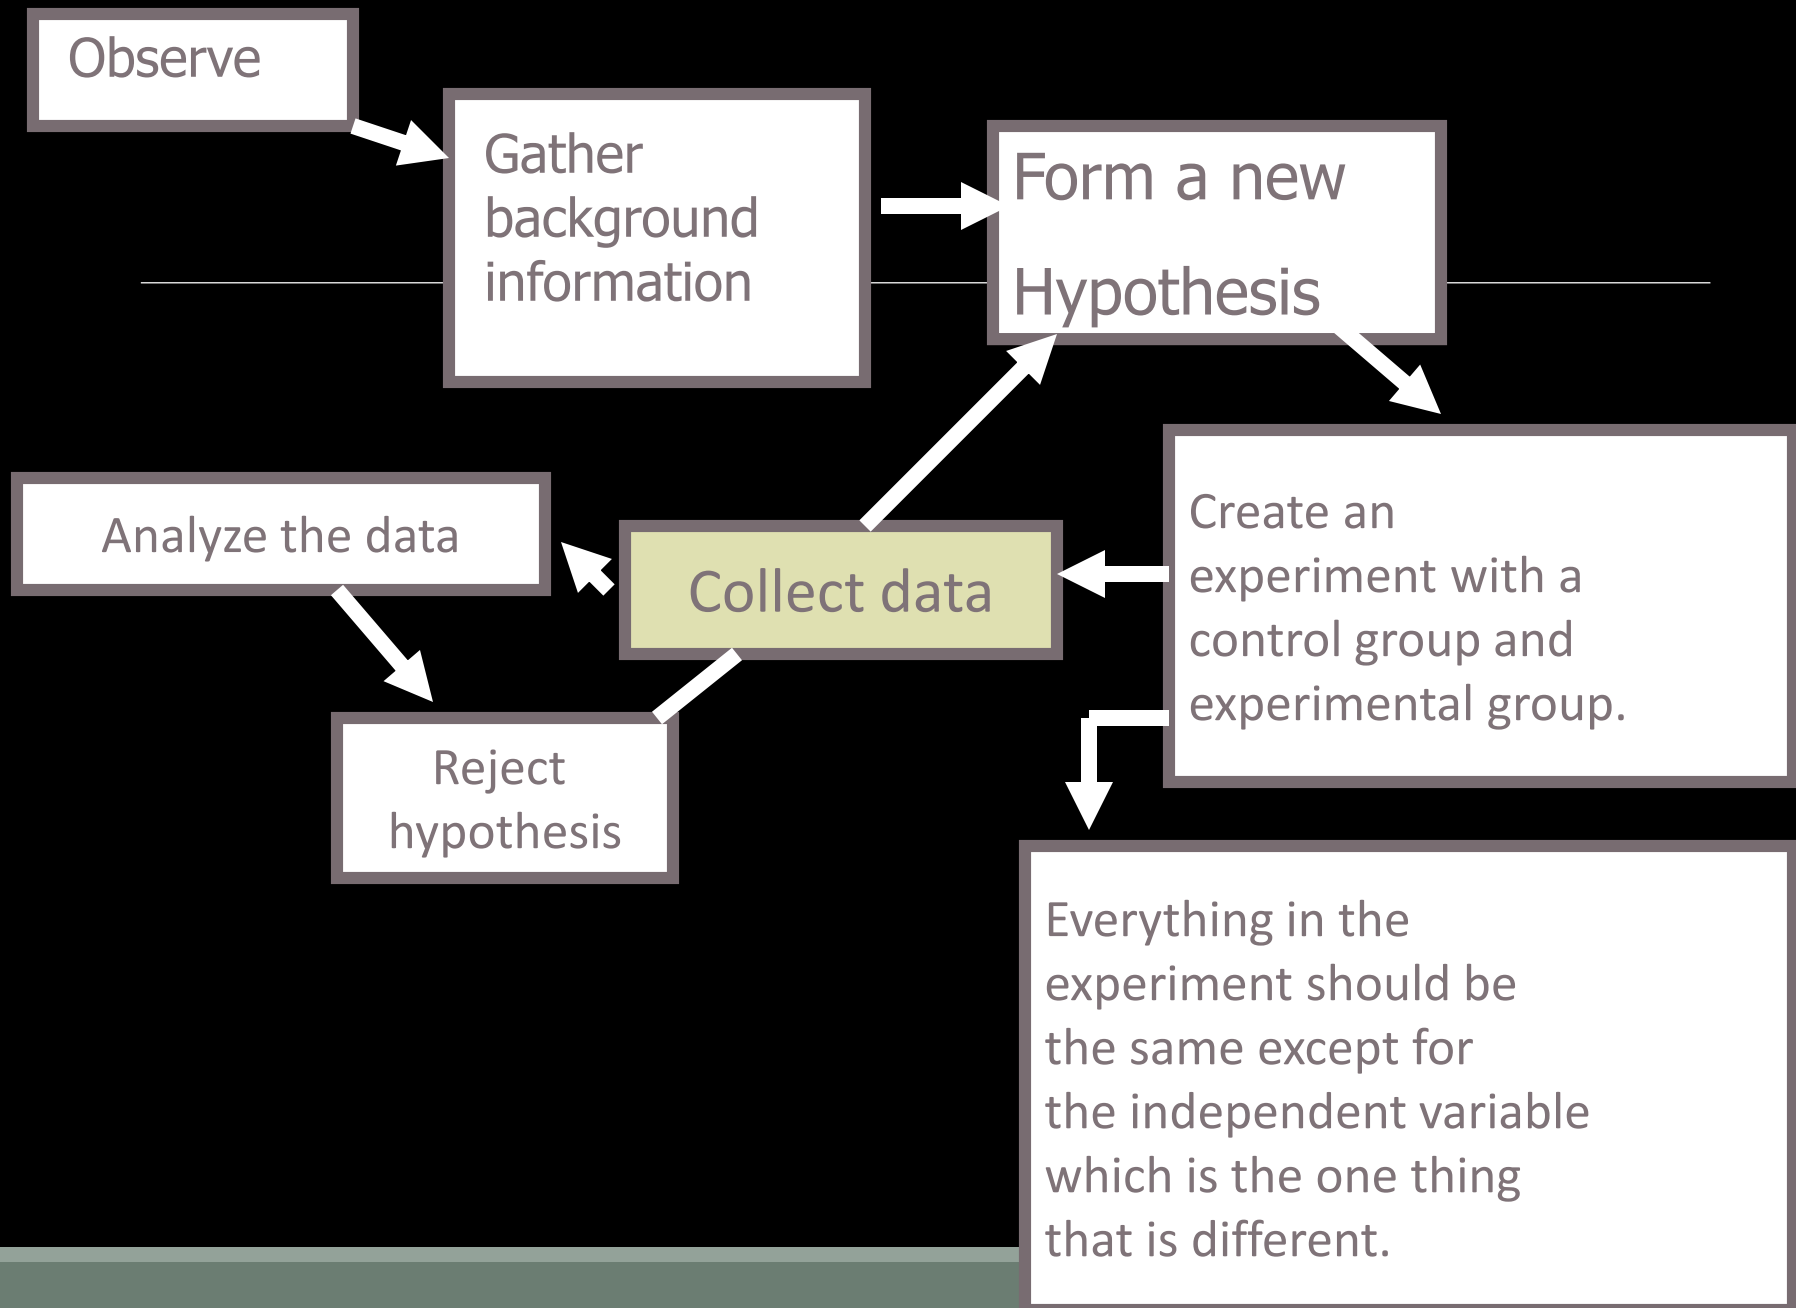 Observe
Gather
background
information
Form a new
Hypothesis
Analyze the data
Collect data
Create an
experiment with a
control group and
experimental group.
Reject
hypothesis
Everything in the
experiment should be
the same except for
the independent variable
which is the one thing
that is different.